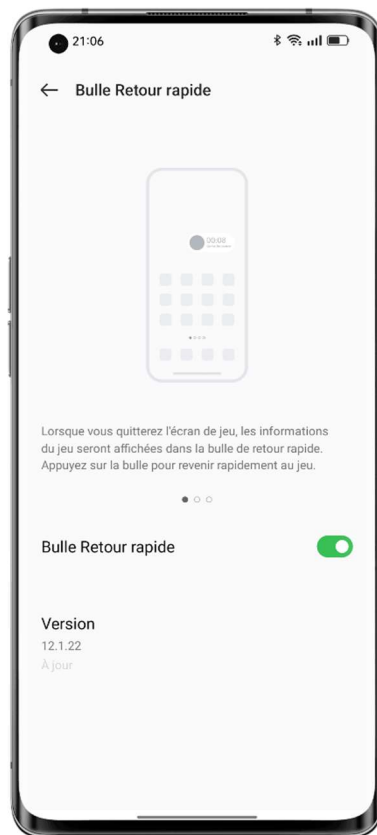 21:06
Bulle Retour rapide
00:08
Lorsque vous quitterez l'écran de jeu, les informations
du jeu seront affichées dans la bulle de retour rapide.
Appuyez sur la bulle pour revenir rapidement au jeu.
Bulle Retour rapide
Version
12.1.22
À jour